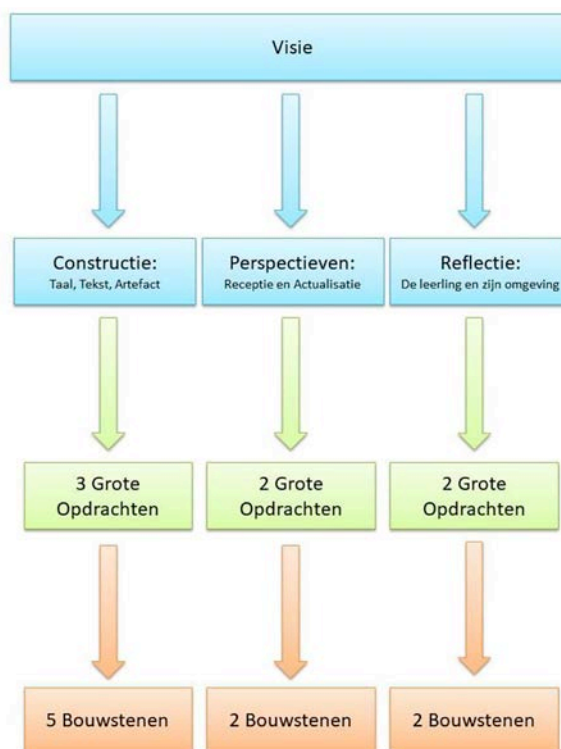 Visie
Constructie:
Taal, Tekst, Artefact
Perspectieven:
Receptie en Actualisatie
Reflectie:
De leerling en zijn omgeving
3 Grote
Opdrachten
2 Grote
Opdrachten
2 Grote
Opdrachten
5 Bouwstenen
2 Bouwstenen
2 Bouwstenen